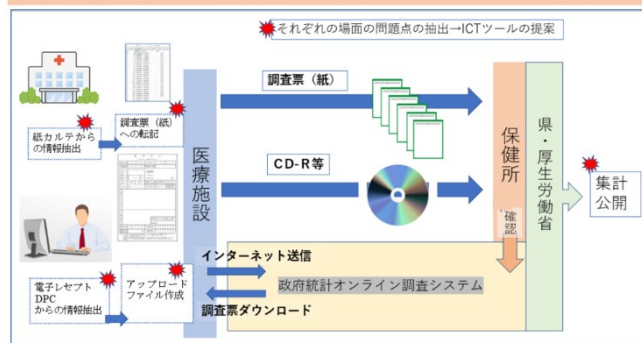 それぞれの場面の問題点の抽出→ICTツールの提案
調査票（紙）
紙カルテから
の情報抽出
調査票（紙）
への転記
医療施設
CD-R等
保健所
県・厚生労働省
集計
公開
確認
インターネット送信
政府統計オンライン調査システム
調査票ダウンロード
電子レセプト
DPC
からの情報抽出
アップロード
ファイル作成